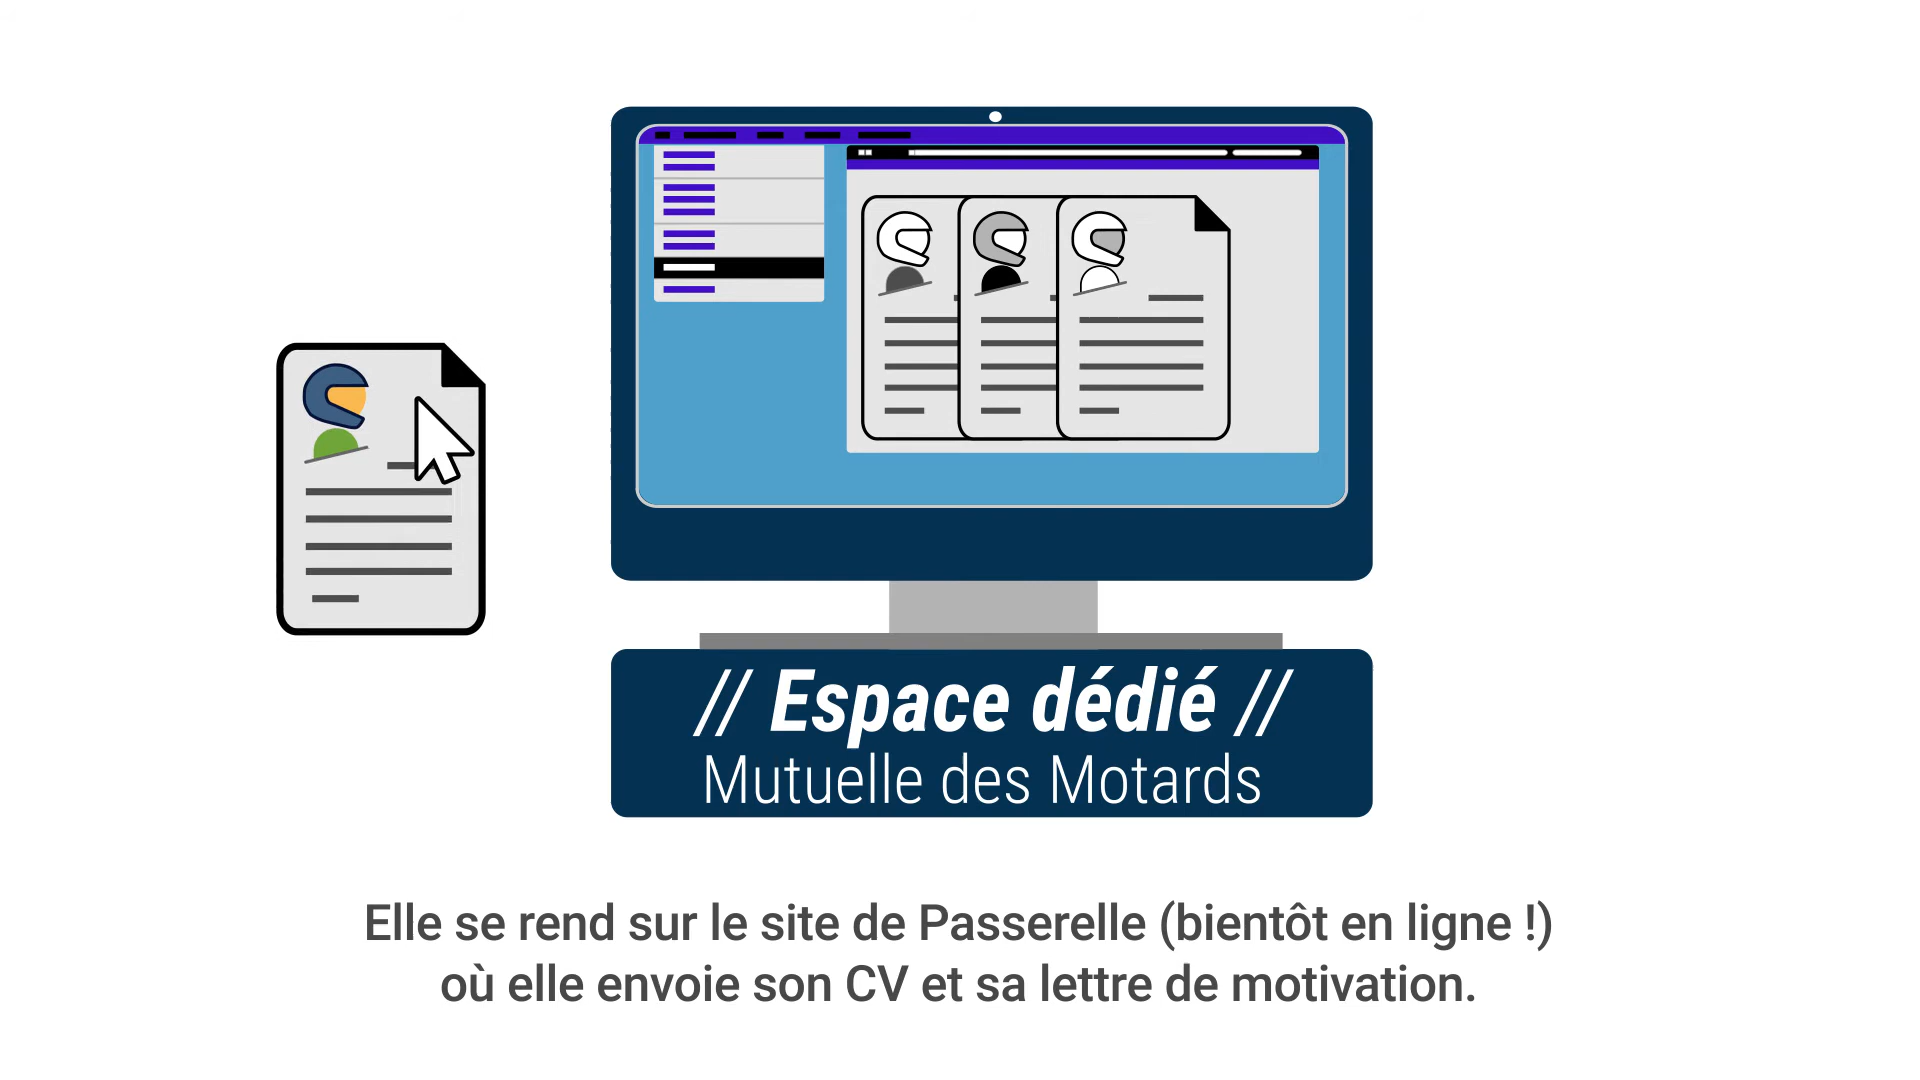 // Espace dédié //
Mutuelle des Motards
Elle se rend sur le site de Passerelle (bientôt en ligne !)
où elle envoie son CV et sa lettre de motivation.